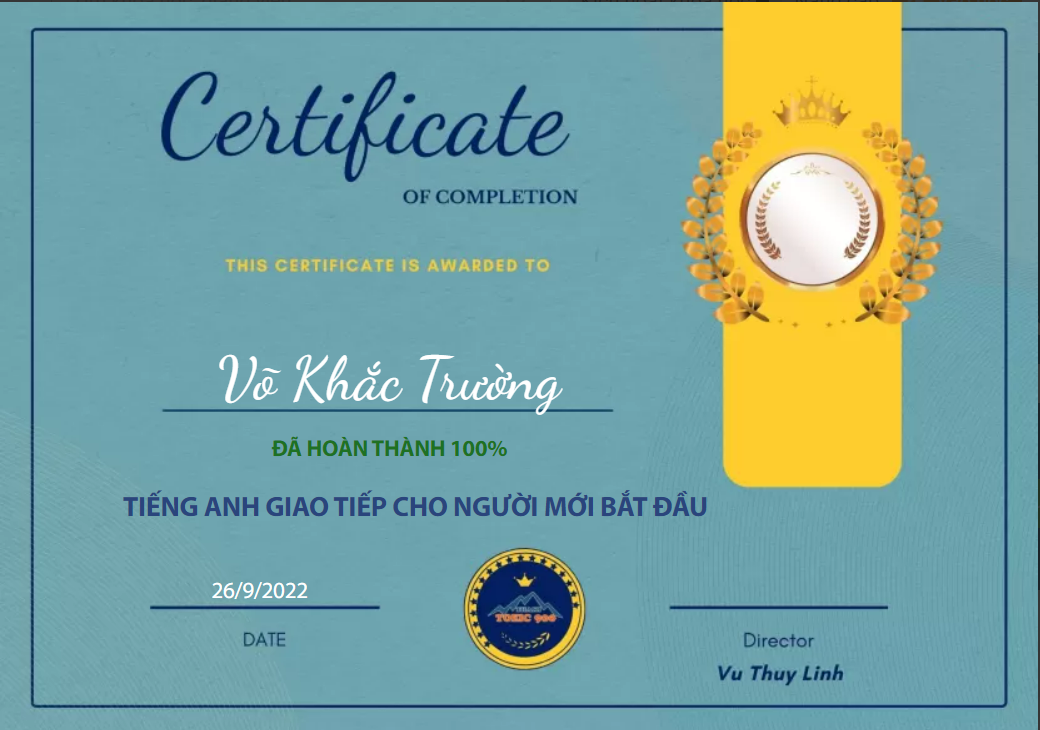 Certificate
OF COMPLETION
THIS CERTIFICATE IS AWARDED TO
Võ Khắc Trường
ĐÃ HOÀN THÀNH 100%
TIẾNG ANH GIAO TIẾP CHO NGƯỜI MỚI BẮT ĐẦU
26/9/2022
DATE
TOEIC 900
Director
Vu Thuy Linh